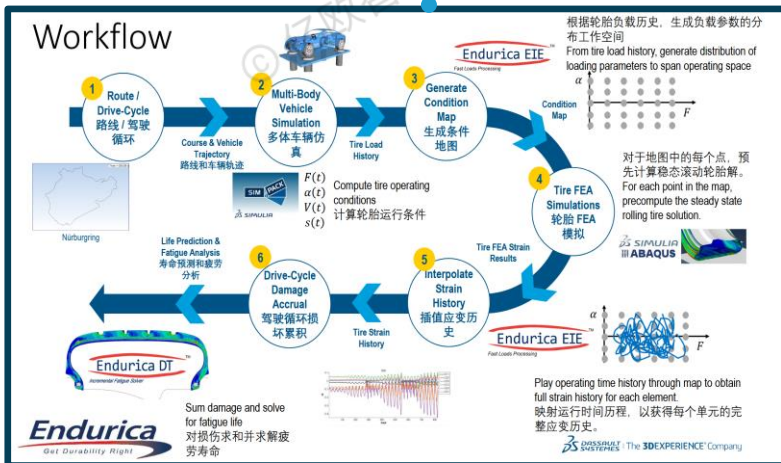 Workflow
1
Route /
Drive-Cycle
路线 / 驾驶
循环
Course & Vehicle
Trajectory
路线和车辆轨迹
Nürburgring
2
Multi-Body
Vehicle
Simulation
多体车辆仿
真
Tire Load
History
SIMPACK
SIMULIA
F(t)
α(t)
V(t)
s(t)
Compute tire operating
conditions
计算轮胎运行条件
Endurica EIE™
Fast Loads Processing
3
Generate
Condition
Map
生成条件
地图
Condition
Map
根据轮胎负载历史，生成负载参数的分
布工作空间
From tire load history, generate distribution of
loading parameters to span operating space
α
F
4
Tire FEA
Simulations
轮胎 FEA
模拟
对于地图中的每个点，预
先计算稳态滚动轮胎解。
For each point in the map,
precompute the steady state
rolling tire solution.
SIMULIA
ABAQUS
Tire FEA Strain
Results
5
Interpolate
Strain
History
插值应变历
史
Endurica EIE™
Fast Loads Processing
α
F
Play operating time history through map to obtain
full strain history for each element.
映射运行时间历程，以获得每个单元的完
整应变历史。
Tire Strain
History
6
Drive-Cycle
Damage
Accrual
驾驶循环损
坏累积
Life Prediction &
Fatigue Analysis
寿命预测和疲劳
分析
Endurica DT™
Incremental Fatigue Solver
Sum damage and solve
for fatigue life
对损伤求和并求解疲
劳寿命
Endurica
Get Durability Right
DASSAULT SYSTEMES | The 3DEXPERIENCE Company